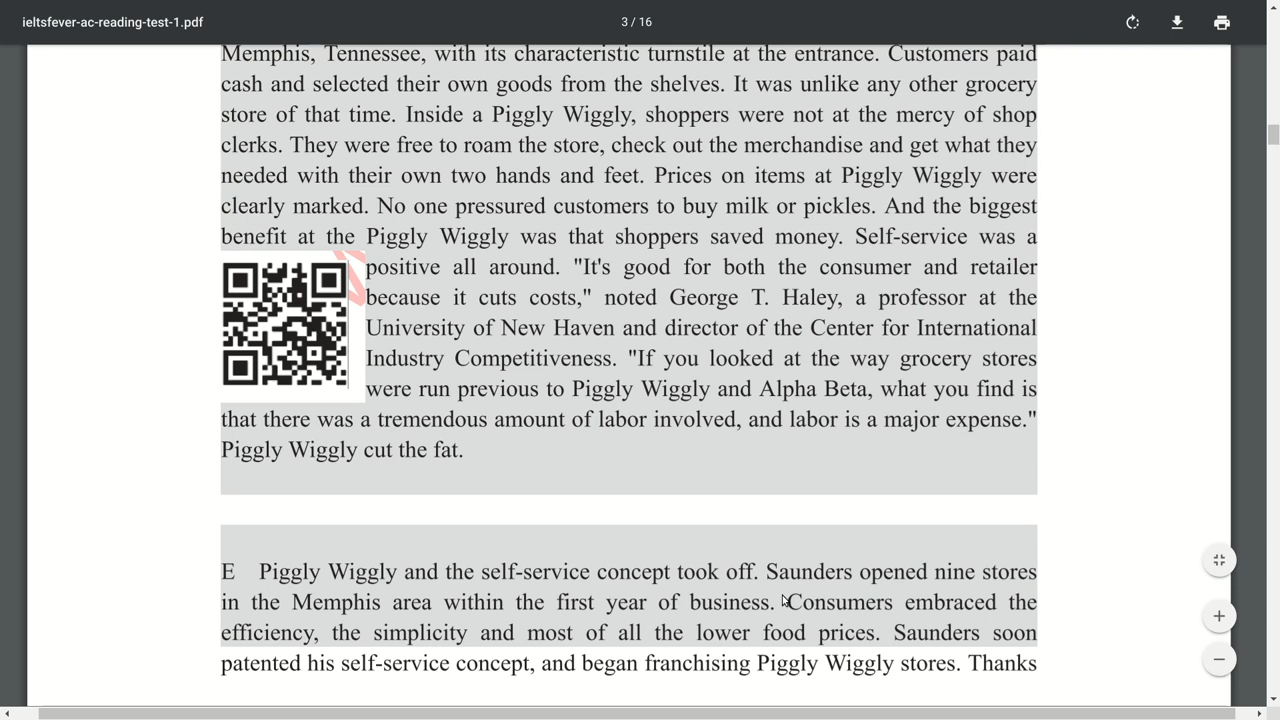 ieltsfever-ac-reading-test-1.pdf
3 / 16
Memphis, Tennessee, with its characteristic turnstile at the entrance. Customers paid
cash and selected their own goods from the shelves. It was unlike any other grocery
store of that time. Inside a Piggly Wiggly, shoppers were not at the mercy of shop
clerks. They were free to roam the store, check out the merchandise and get what they
needed with their own two hands and feet. Prices on items at Piggly Wiggly were
clearly marked. No one pressured customers to buy milk or pickles. And the biggest
benefit at the Piggly Wiggly was that shoppers saved money. Self-service was a
positive all around. "It's good for both the consumer and retailer
because it cuts costs," noted George T. Haley, a professor at the
University of New Haven and director of the Center for International
Industry Competitiveness. "If you looked at the way grocery stores
were run previous to Piggly Wiggly and Alpha Beta, what you find is
that there was a tremendous amount of labor involved, and labor is a major expense."
Piggly Wiggly cut the fat.
E Piggly Wiggly and the self-service concept took off. Saunders opened nine stores
in the Memphis area within the first year of business. Consumers embraced the
efficiency, the simplicity and most of all the lower food prices. Saunders soon
patented his self-service concept, and began franchising Piggly Wiggly stores. Thanks